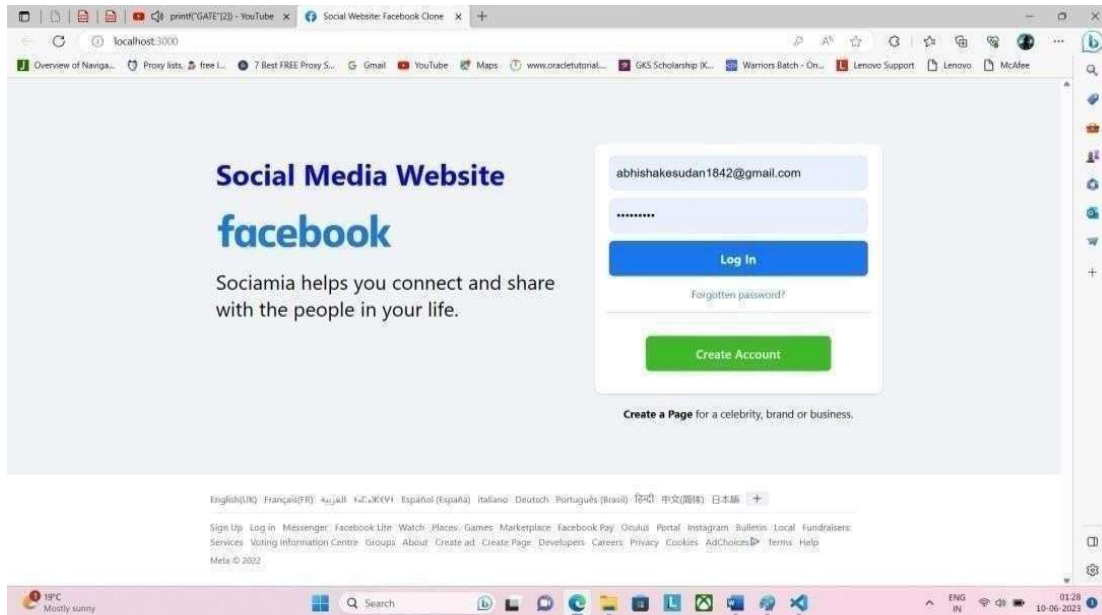 printf("GATE"[2]) - YouTube
Social Website: Facebook Clone
localhost:3000
Overview of Naviga...
Proxy lists, free l...
7 Best FREE Proxy S...
Gmail
YouTube
Maps
www.oracletutorial...
GKS Scholarship (K...
Warriors Batch - On...
Lenovo Support
Lenovo
McAfee
Social Media Website
facebook
Sociamia helps you connect and share
with the people in your life.
abhishakesudan1842@gmail.com
•••••••••
Log In
Forgotten password?
Create Account
Create a Page for a celebrity, brand or business.
English(UK) Français(FR) العربية Español (España) Italiano Deutsch Português (Brasil) हिन्दी 中文(简体) 日本語 +
Sign Up Log in Messenger Facebook Lite Watch Places Games Marketplace Facebook Pay Oculus Portal Instagram Bulletin Local Fundraisers
Services Voting Information Centre Groups About Create ad Create Page Developers Careers Privacy Cookies AdChoices Terms Help
Meta © 2022
19°C
Mostly sunny
Search
ENG
IN
01:28
10-06-2023